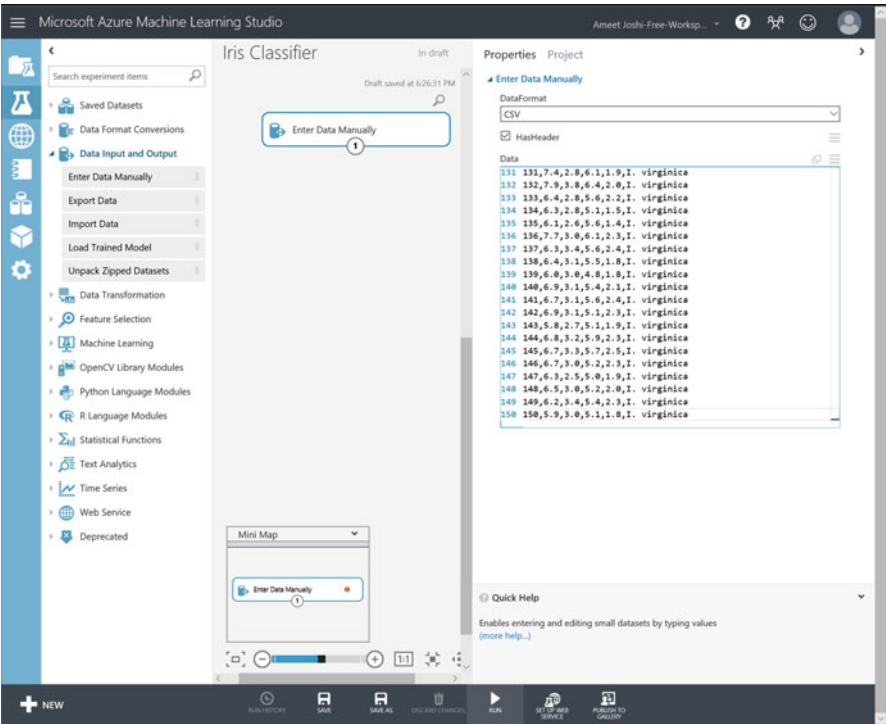 Microsoft Azure Machine Learning Studio
Ameet Joshi-Free-Worksp...
Search experiment items
Saved Datasets
Data Format Conversions
Data Input and Output
Enter Data Manually
Export Data
Import Data
Load Trained Model
Unpack Zipped Datasets
Data Transformation
Feature Selection
Machine Learning
OpenCV Library Modules
Python Language Modules
R Language Modules
Statistical Functions
Text Analytics
Time Series
Web Service
Deprecated
Iris Classifier
In draft
Draft saved at 6:26:31 PM
Enter Data Manually
1
Mini Map
Enter Data Manually
1
1:1
Properties Project
Enter Data Manually
DataFormat
CSV
HasHeader
Data
131 131,7.4,2.8,6.1,1.9,I. virginica
132 132,7.9,3.8,6.4,2.0,I. virginica
133 133,6.4,2.8,5.6,2.2,I. virginica
134 134,6.3,2.8,5.1,1.5,I. virginica
135 135,6.1,2.6,5.6,1.4,I. virginica
136 136,7.7,3.0,6.1,2.3,I. virginica
137 137,6.3,3.4,5.6,2.4,I. virginica
138 138,6.4,3.1,5.5,1.8,I. virginica
139 139,6.0,3.0,4.8,1.8,I. virginica
140 140,6.9,3.1,5.4,2.1,I. virginica
141 141,6.7,3.1,5.6,2.4,I. virginica
142 142,6.9,3.1,5.1,2.3,I. virginica
143 143,5.8,2.7,5.1,1.9,I. virginica
144 144,6.8,3.2,5.9,2.3,I. virginica
145 145,6.7,3.3,5.7,2.5,I. virginica
146 146,6.7,3.0,5.2,2.3,I. virginica
147 147,6.3,2.5,5.0,1.9,I. virginica
148 148,6.5,3.0,5.2,2.0,I. virginica
149 149,6.2,3.4,5.4,2.3,I. virginica
150 150,5.9,3.0,5.1,1.8,I. virginica
Quick Help
Enables entering and editing small datasets by typing values
(more help...)
NEW
RUN HISTORY
SAVE
SAVE AS
DISCARD CHANGES
RUN
SET UP WEB
SERVICE
PUBLISH TO
GALLERY